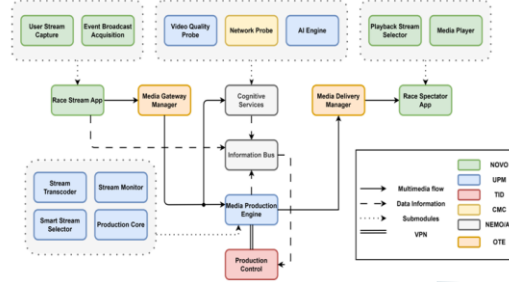 User Stream
Capture
Event Broadcast
Acquisition
Video Quality
Probe
Network Probe
AI Engine
Playback Stream
Selector
Media Player
Race Stream App
Media Gateway
Manager
Cognitive
Services
Media Delivery
Manager
Race Spectator
App
Information Bus
Stream
Transcoder
Stream Monitor
Smart Stream
Selector
Production Core
Media Production
Engine
Production
Control
Multimedia flow
Data Information
Submodules
VPN
NOVO
UPM
TID
CMC
NEMO/A
OTE